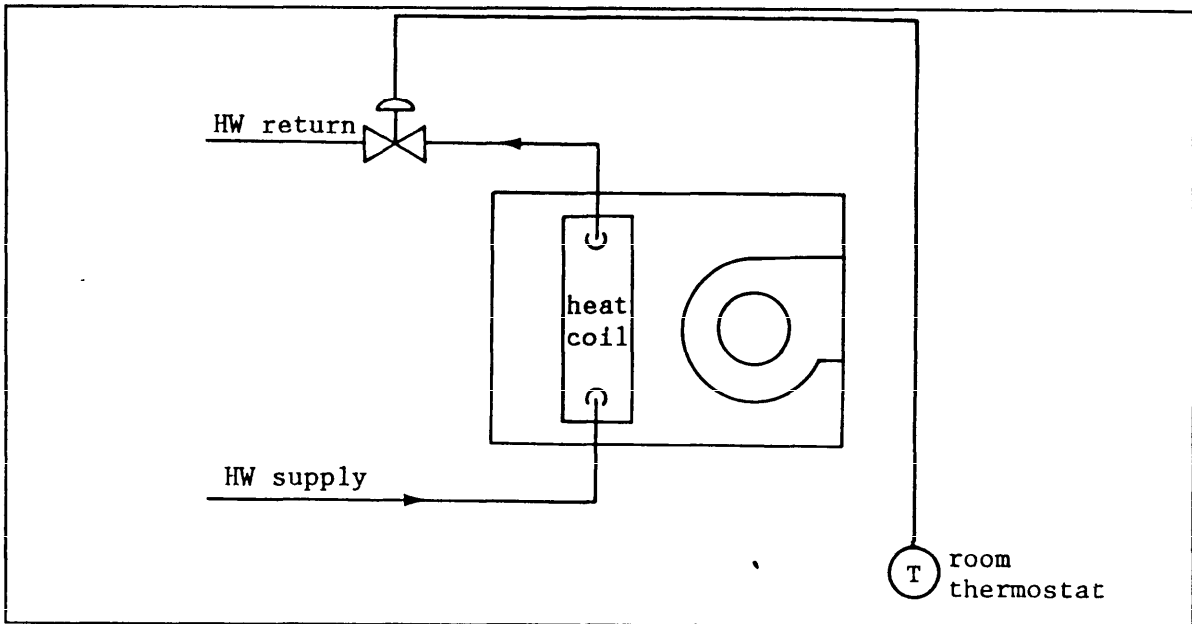 HW return
heat
coil
HW supply
T
room
thermostat